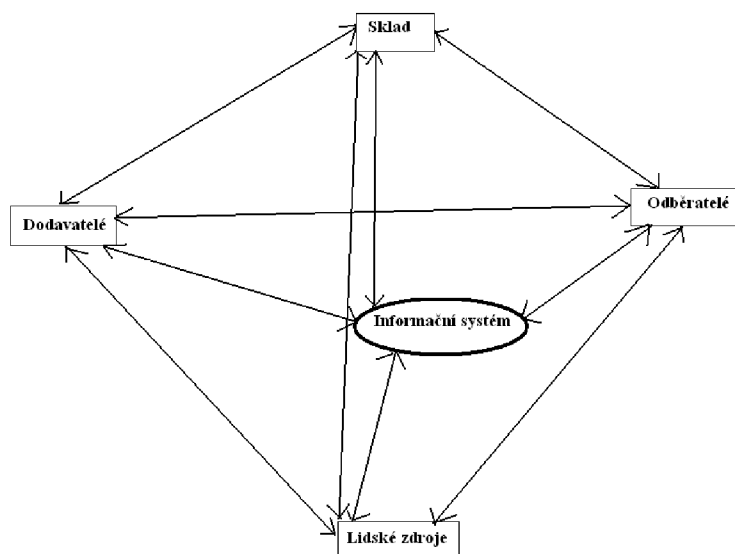 Sklad
Odběratelé
Dodavatelé
Informační systém
Lidské zdroje